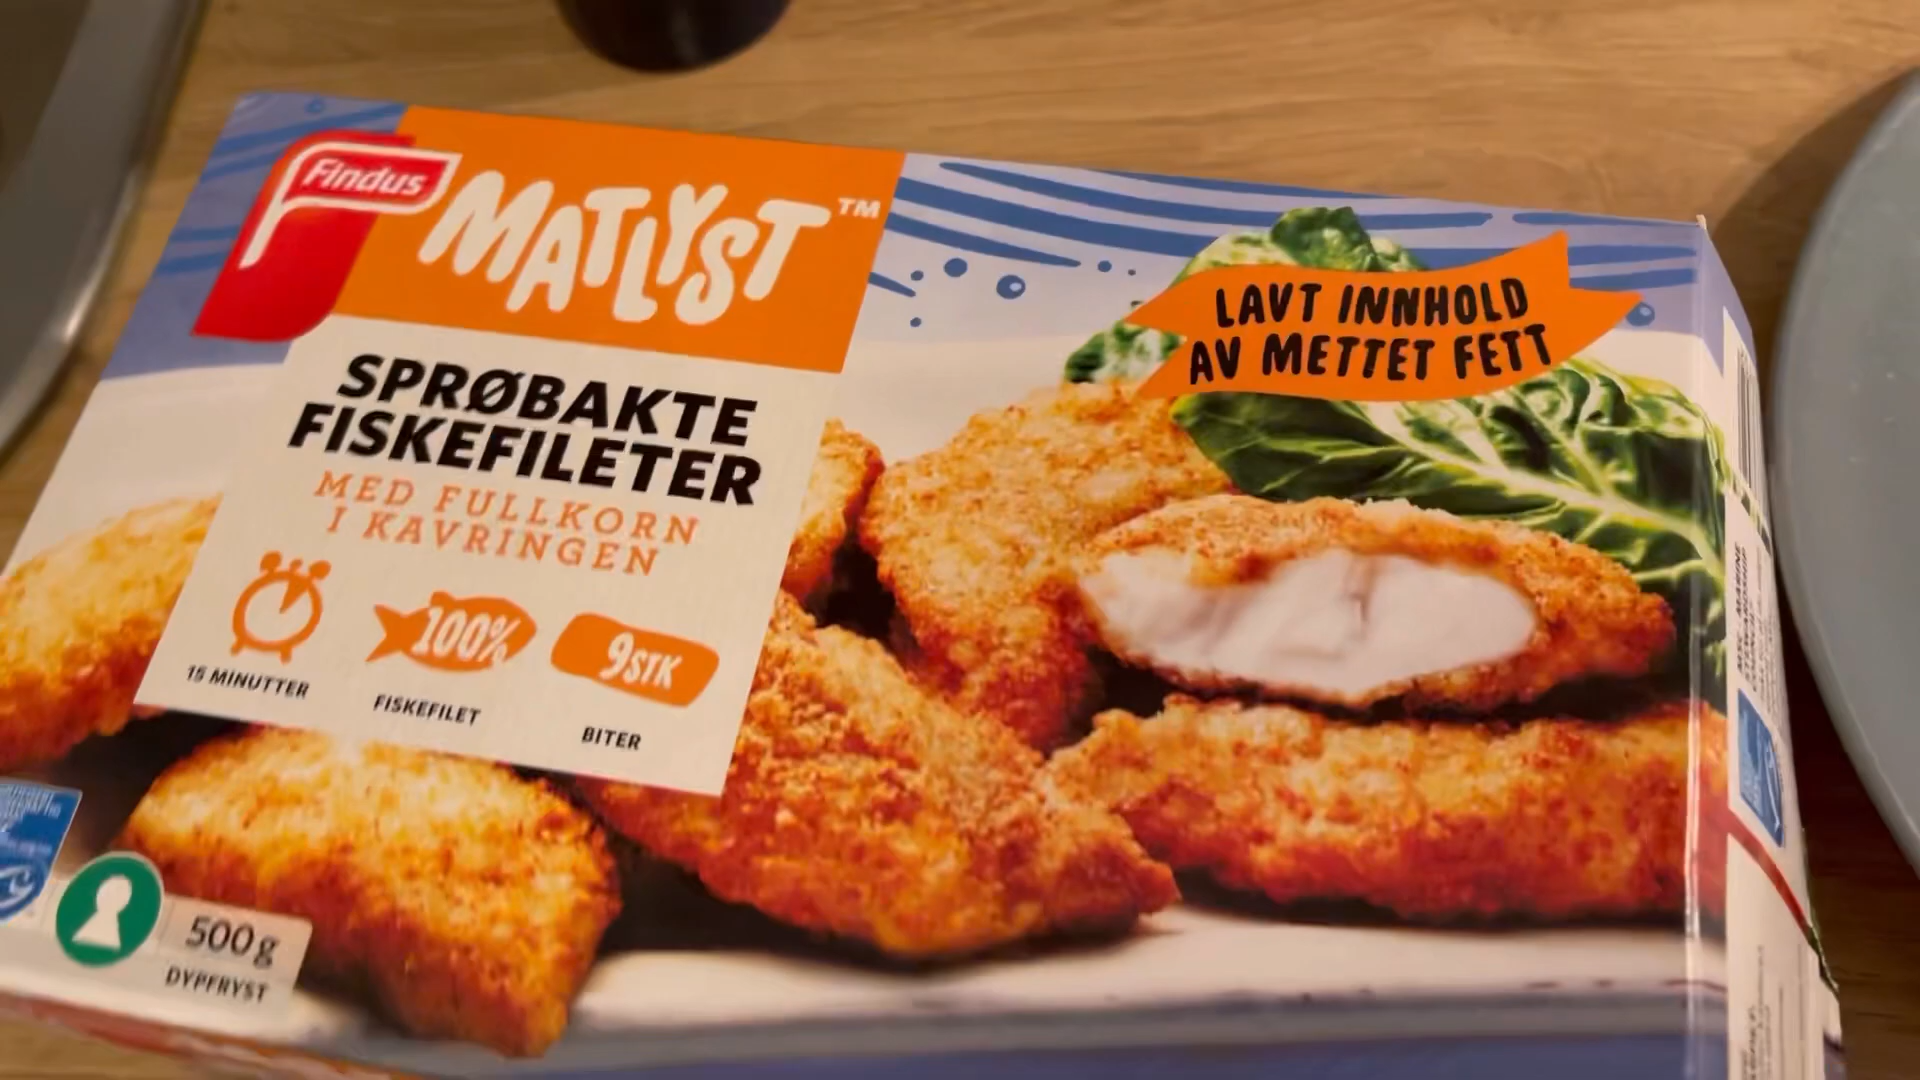 Findus
MATLYST™
LAVT INNHOLD
AV METTET FETT
SPRØBAKTE
FISKEFILETER
MED FULLKORN
I KAVRINGEN
100%
9STK
15 MINUTTER
FISKEFILET
BITER
500g
DYPFRYST